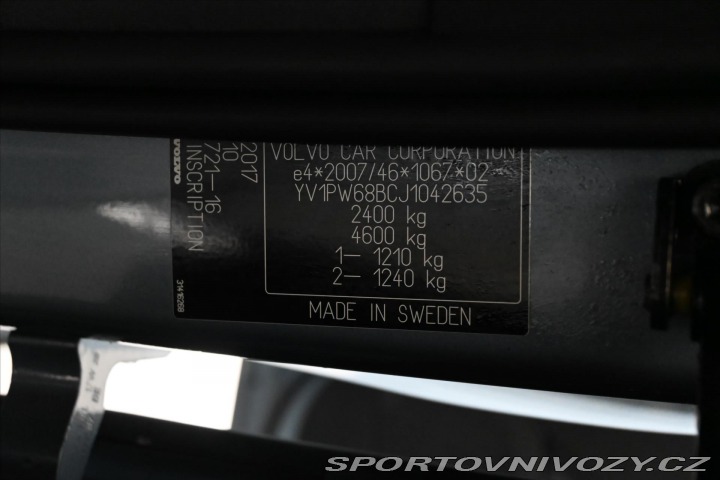 VOLVO CAR CORPORATION
e4*2007/46*1067*02
YV1PW68BCJ1042635
2400 kg
4600 kg
1— 1210 kg
2— 1240 kg
MADE IN SWEDEN
2017
10
721—16
INSCRIPTION
VOLVO
31416268
SPORTOVNIVOZY.CZ